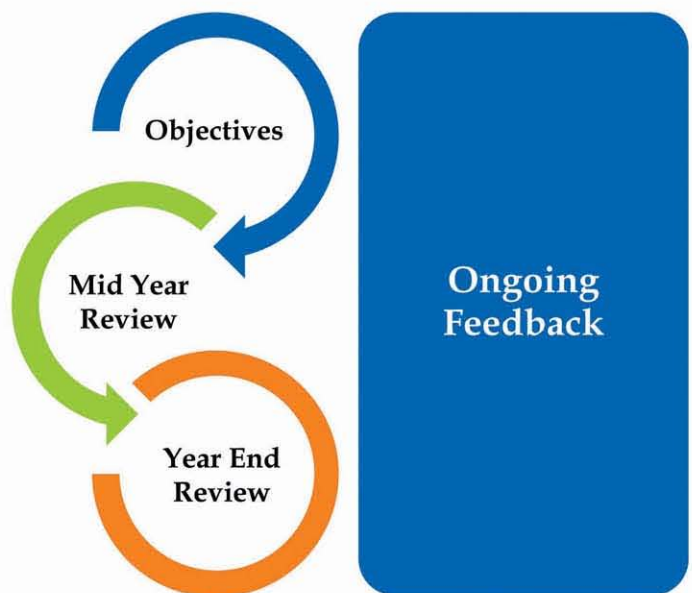 Objectives
Mid Year
Review
Year End
Review
Ongoing
Feedback